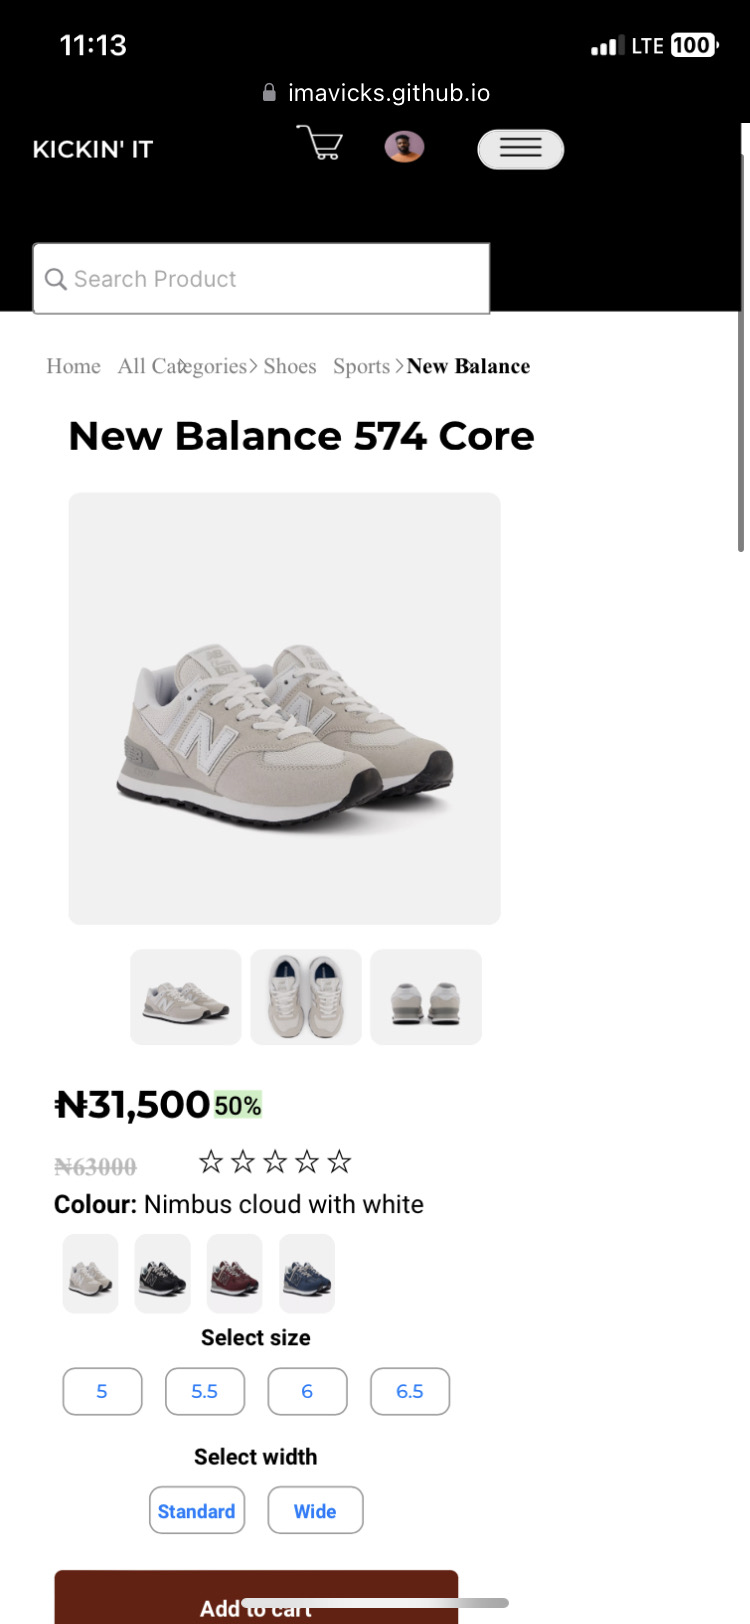 11:13 LTE 100
imavicks.github.io
KICKIN' IT
Search Product
Home All Categories > Shoes Sports > New Balance
New Balance 574 Core
₦31,500 50%
₦63000 ☆ ☆ ☆ ☆ ☆
Colour: Nimbus cloud with white
Select size
5 5.5 6 6.5
Select width
Standard Wide
Add to cart